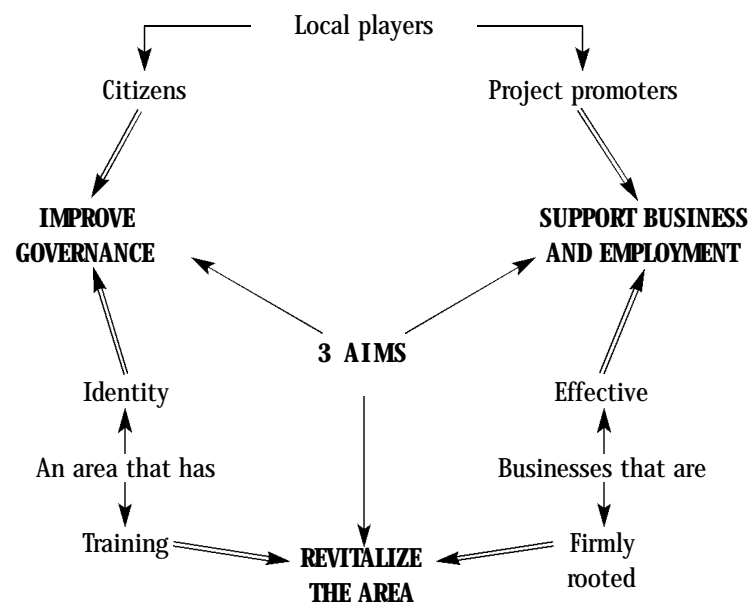 Local players
Citizens
Project promoters
IMPROVE
GOVERNANCE
SUPPORT BUSINESS
AND EMPLOYMENT
3 AIMS
Identity
Effective
An area that has
Businesses that are
Training
REVITALIZE
THE AREA
Firmly
rooted